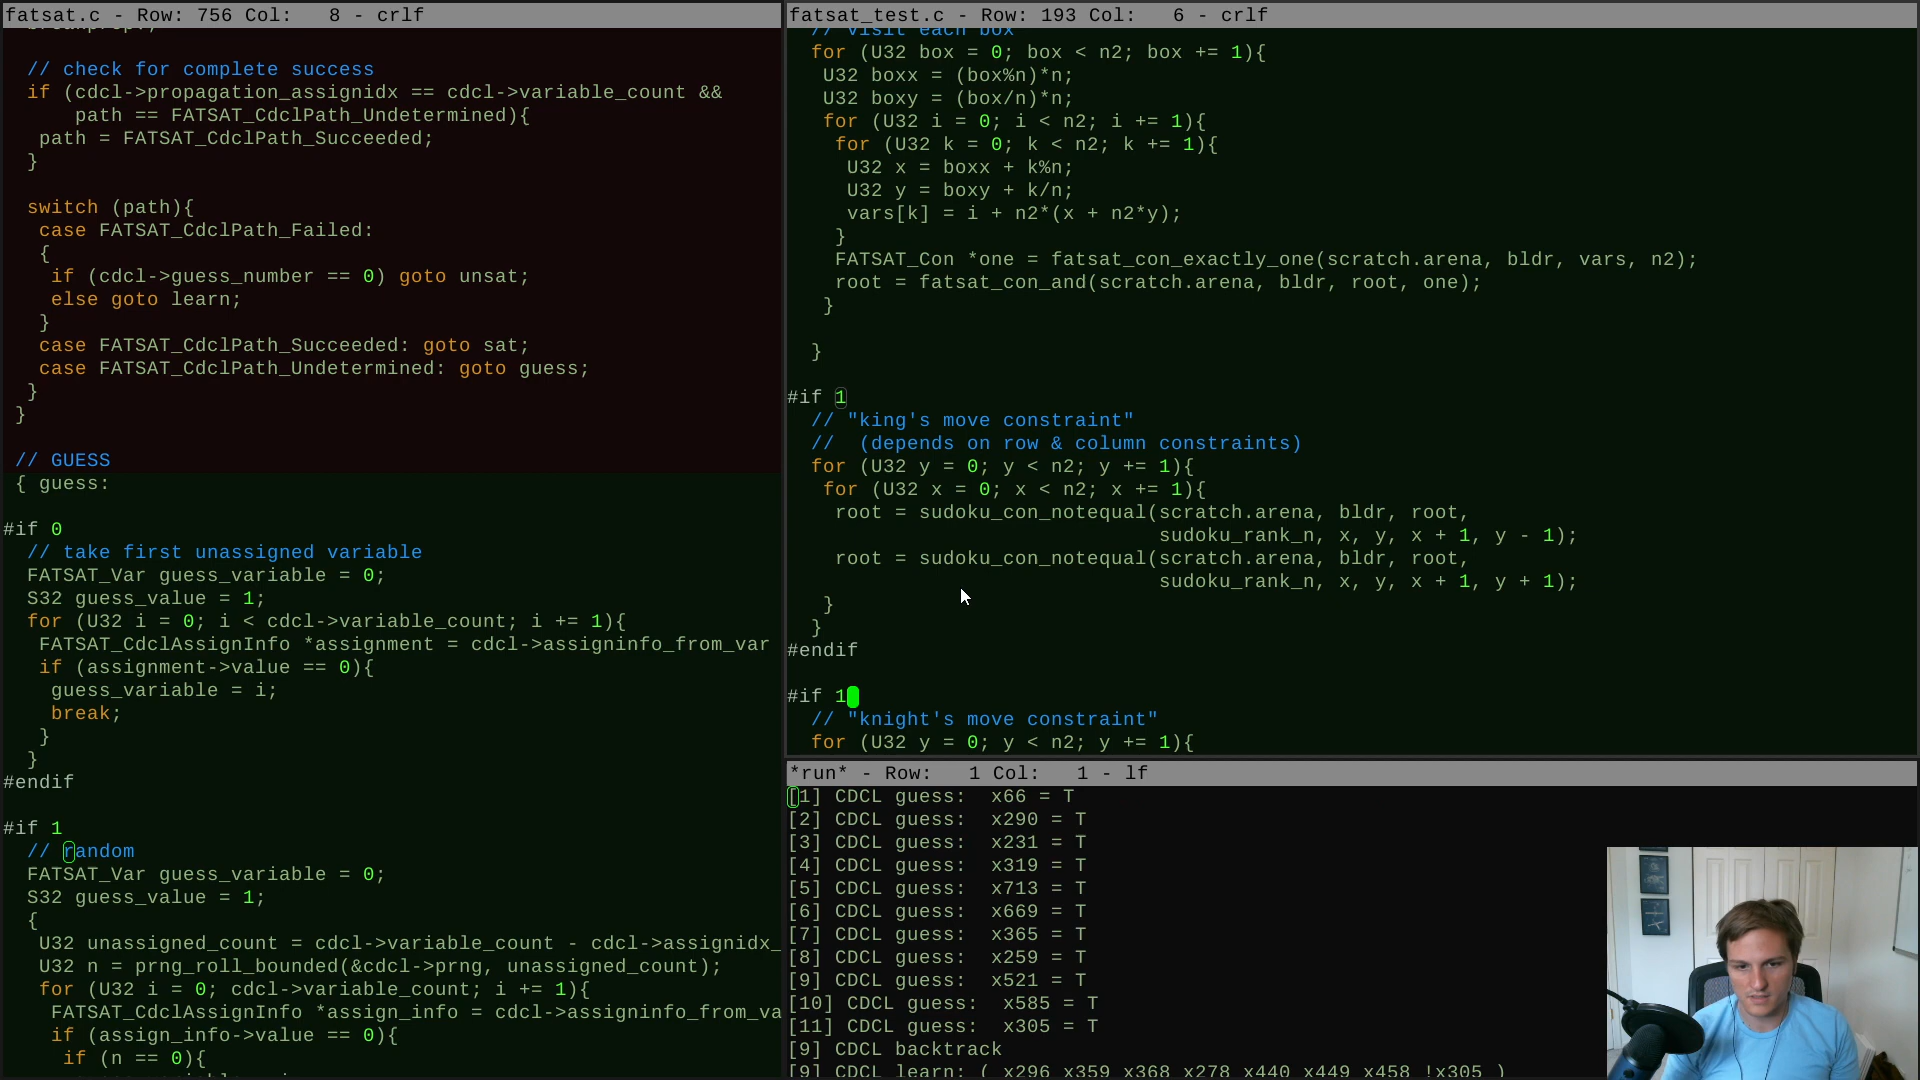 fatsat.c - Row: 756 Col:   8 - crlf
// check for complete success
if (cdcl->propagation_assignidx == cdcl->variable_count &&
path == FATSAT_CdclPath_Undetermined){
path = FATSAT_CdclPath_Succeeded;
}
switch (path){
case FATSAT_CdclPath_Failed:
{
if (cdcl->guess_number == 0) goto unsat;
else goto learn;
}
case FATSAT_CdclPath_Succeeded: goto sat;
case FATSAT_CdclPath_Undetermined: goto guess;
}
}
// GUESS
{ guess:
#if 0
// take first unassigned variable
FATSAT_Var guess_variable = 0;
S32 guess_value = 1;
for (U32 i = 0; i < cdcl->variable_count; i += 1){
FATSAT_CdclAssignInfo *assignment = cdcl->assigninfo_from_var
if (assignment->value == 0){
guess_variable = i;
break;
}
}
#endif
#if 1
// random
FATSAT_Var guess_variable = 0;
S32 guess_value = 1;
{
U32 unassigned_count = cdcl->variable_count - cdcl->assignidx_
U32 n = prng_roll_bounded(&cdcl->prng, unassigned_count);
for (U32 i = 0; cdcl->variable_count; i += 1){
FATSAT_CdclAssignInfo *assign_info = cdcl->assigninfo_from_va
if (assign_info->value == 0){
if (n == 0){
fatsat_test.c - Row: 193 Col:   6 - crlf
// visit each box
for (U32 box = 0; box < n2; box += 1){
U32 boxx = (box%n)*n;
U32 boxy = (box/n)*n;
for (U32 i = 0; i < n2; i += 1){
for (U32 k = 0; k < n2; k += 1){
U32 x = boxx + k%n;
U32 y = boxy + k/n;
vars[k] = i + n2*(x + n2*y);
}
FATSAT_Con *one = fatsat_con_exactly_one(scratch.arena, bldr, vars, n2);
root = fatsat_con_and(scratch.arena, bldr, root, one);
}
}
#if 1
// "king's move constraint"
//  (depends on row & column constraints)
for (U32 y = 0; y < n2; y += 1){
for (U32 x = 0; x < n2; x += 1){
root = sudoku_con_notequal(scratch.arena, bldr, root,
sudoku_rank_n, x, y, x + 1, y - 1);
root = sudoku_con_notequal(scratch.arena, bldr, root,
sudoku_rank_n, x, y, x + 1, y + 1);
}
}
#endif
#if 1
// "knight's move constraint"
for (U32 y = 0; y < n2; y += 1){
*run* - Row:   1 Col:   1 - lf
[1] CDCL guess:  x66 = T
[2] CDCL guess:  x290 = T
[3] CDCL guess:  x231 = T
[4] CDCL guess:  x319 = T
[5] CDCL guess:  x713 = T
[6] CDCL guess:  x669 = T
[7] CDCL guess:  x365 = T
[8] CDCL guess:  x259 = T
[9] CDCL guess:  x521 = T
[10] CDCL guess:  x585 = T
[11] CDCL guess:  x305 = T
[9] CDCL backtrack
[9] CDCL learn: ( x296 x359 x368 x278 x440 x449 x458 !x305 )